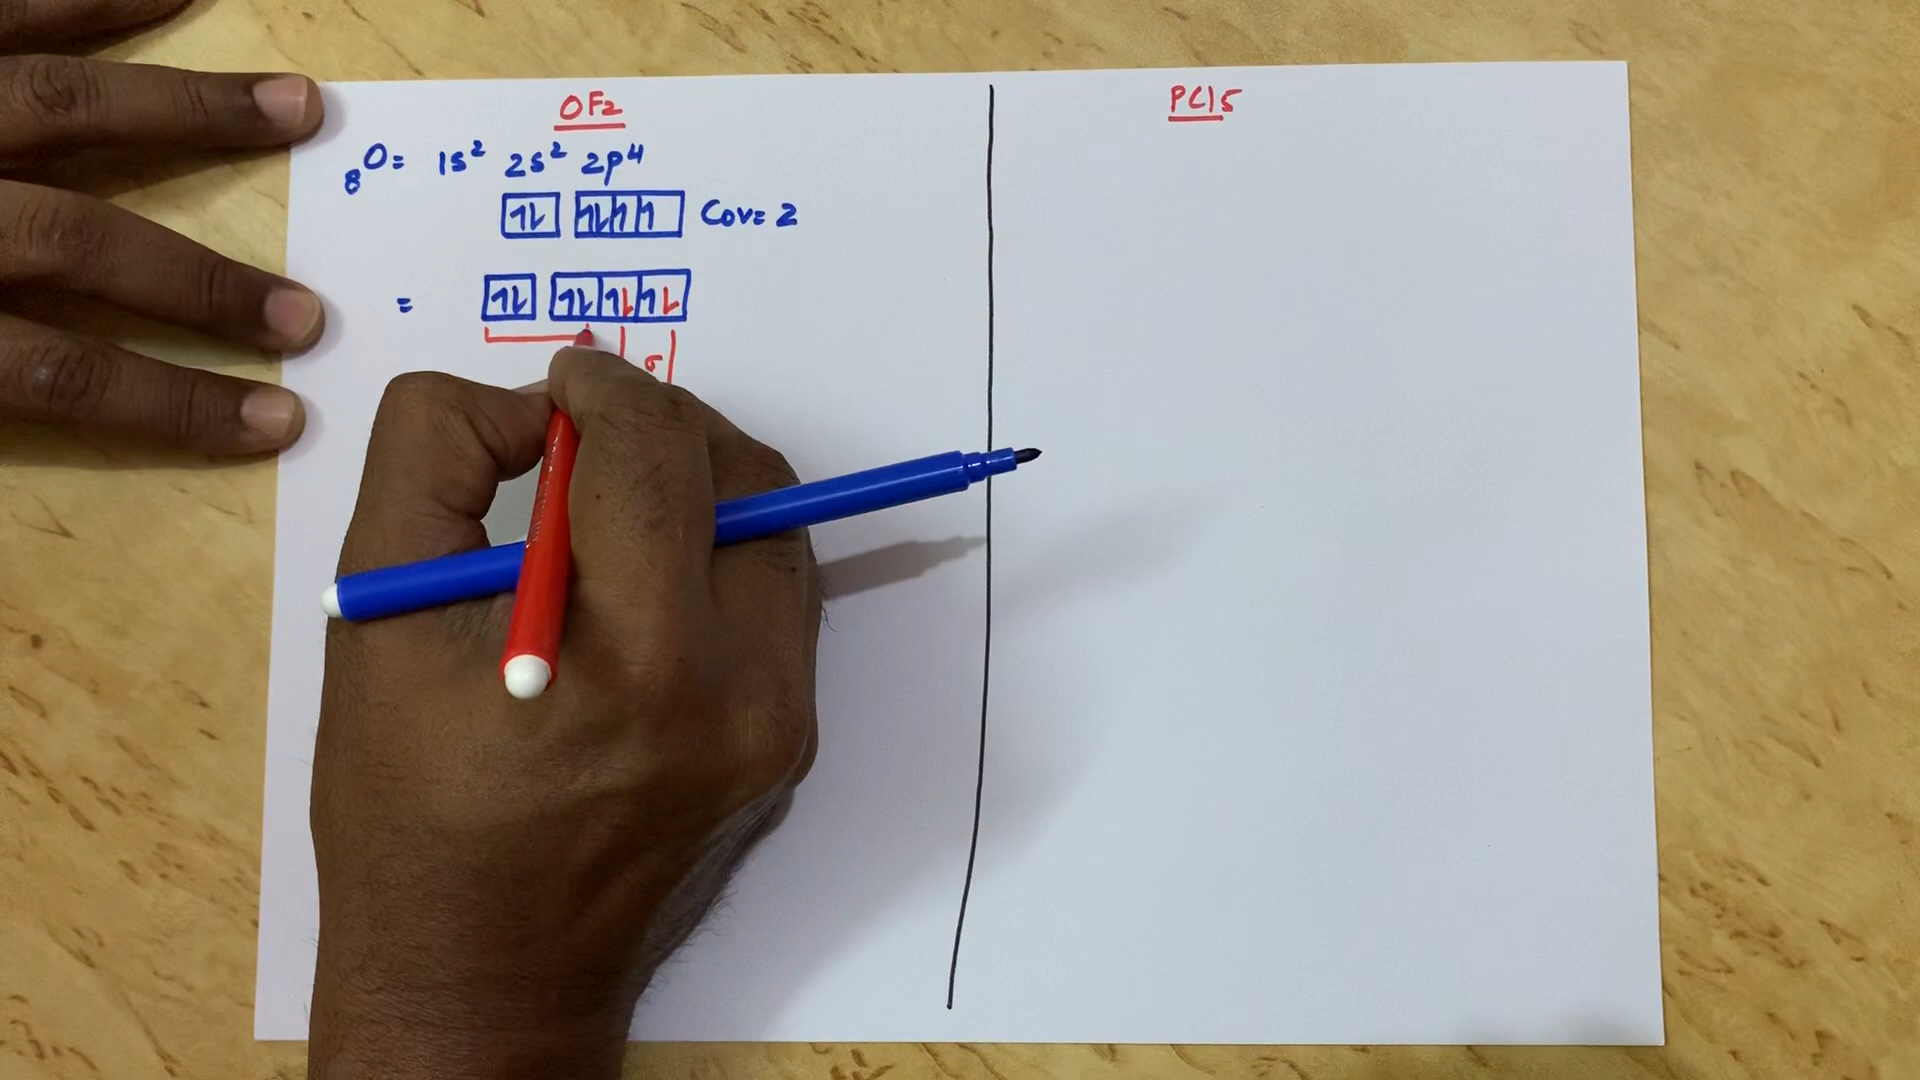 OF2
8O= 1s² 2s² 2p⁴
↿⇂ ↿⇂ ↿ ↿ Cov= 2
= ↿⇂ ↿⇂ ↿⇂ ↿⇂
σ
PCl5